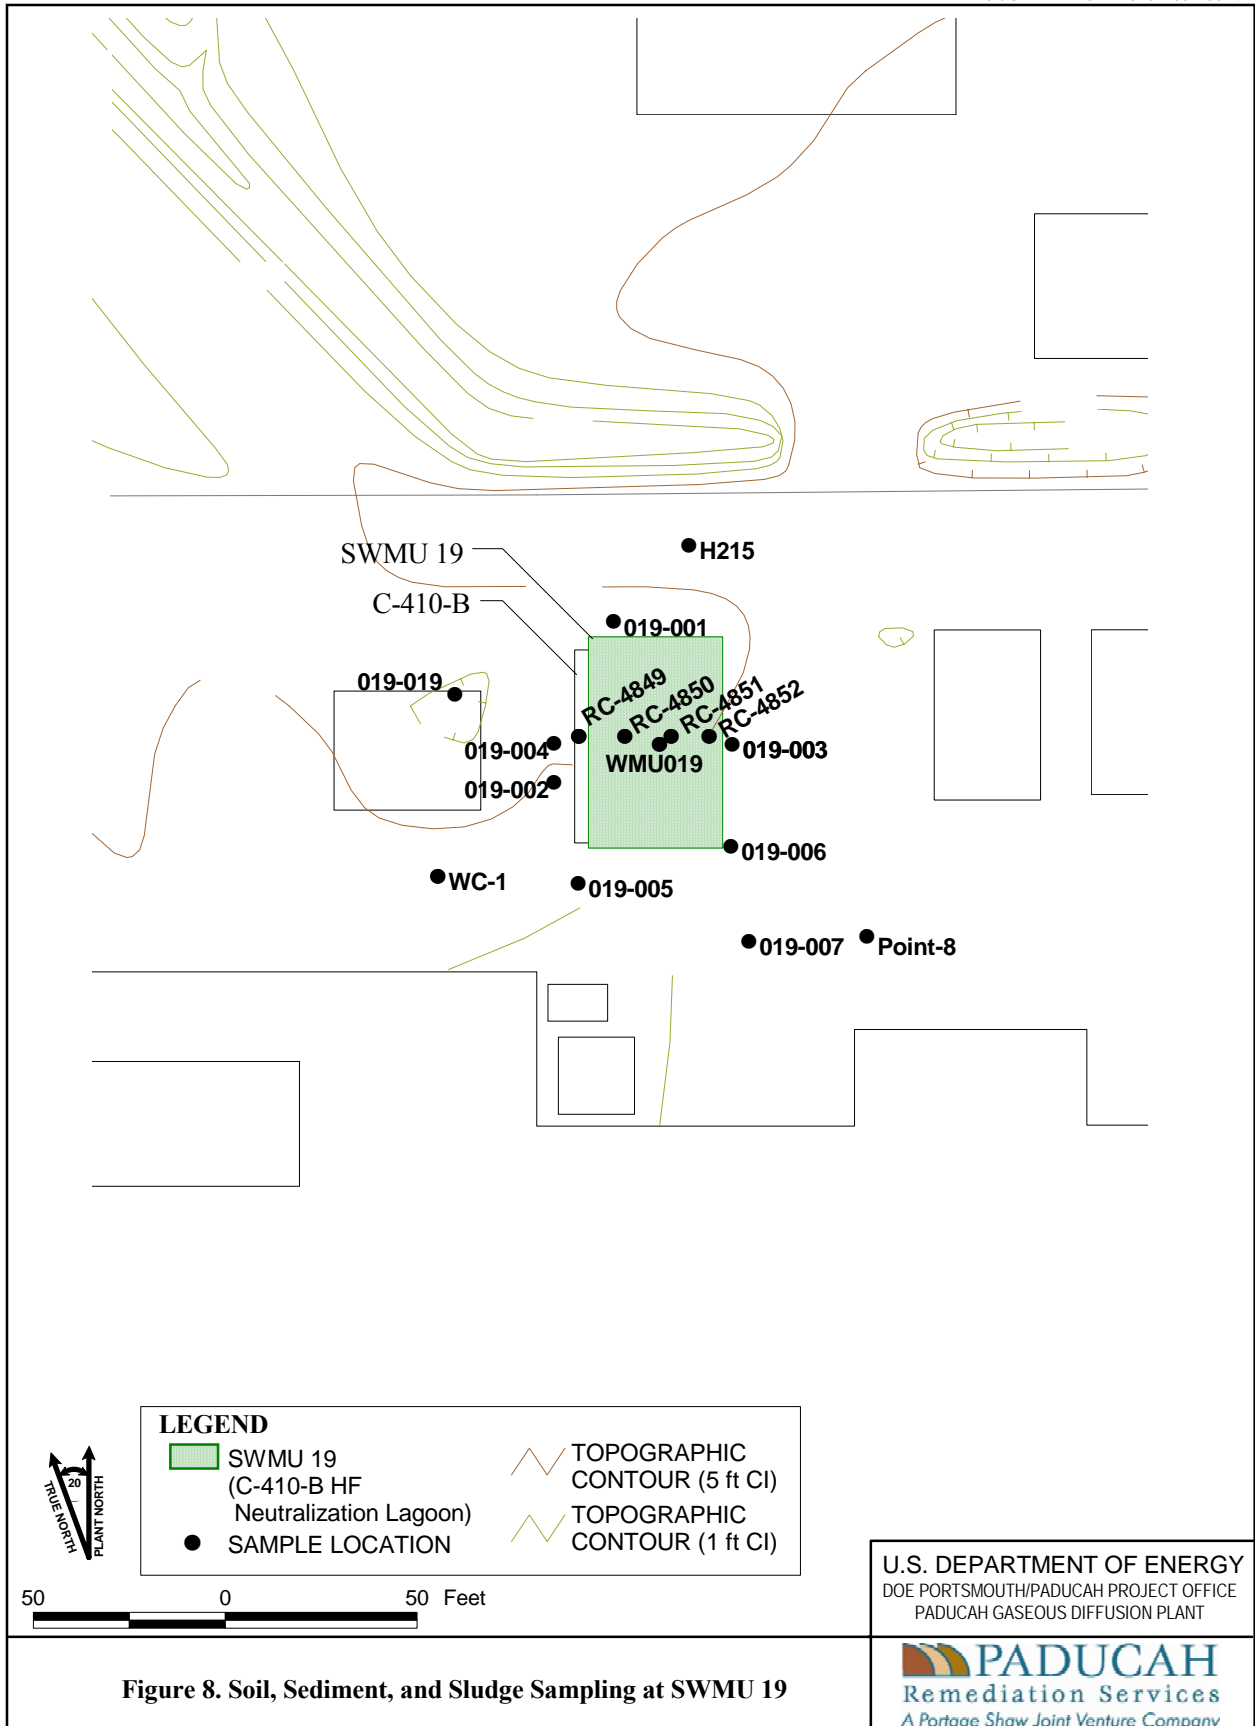 H215
SWMU 19
C-410-B
019-001
019-019
RC-4849
RC-4850
RC-4851
RC-4852
019-004
WMU019
019-003
019-002
019-006
WC-1
019-005
019-007
Point-8
LEGEND
SWMU 19
(C-410-B HF
Neutralization Lagoon)
SAMPLE LOCATION
TOPOGRAPHIC
CONTOUR (5 ft CI)
TOPOGRAPHIC
CONTOUR (1 ft CI)
20
TRUE NORTH
PLANT NORTH
50 0 50 Feet
U.S. DEPARTMENT OF ENERGY
DOE PORTSMOUTH/PADUCAH PROJECT OFFICE
PADUCAH GASEOUS DIFFUSION PLANT
Figure 8. Soil, Sediment, and Sludge Sampling at SWMU 19
PADUCAH
Remediation Services
A Portage Shaw Joint Venture Company